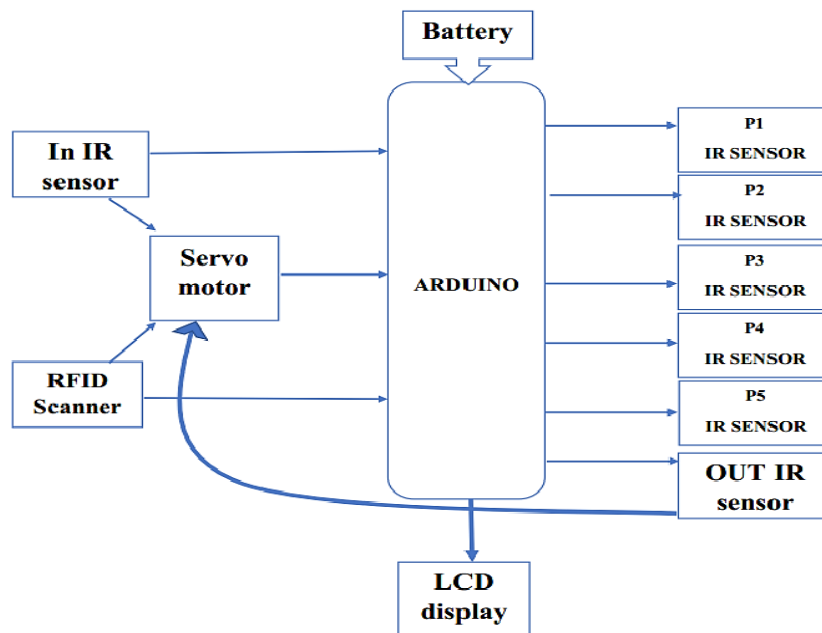 Battery
In IR
sensor
Servo
motor
RFID
Scanner
ARDUINO
P1
IR SENSOR
P2
IR SENSOR
P3
IR SENSOR
P4
IR SENSOR
P5
IR SENSOR
OUT IR
sensor
LCD
display